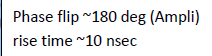 Phase flip ~180 deg (Ampli)
rise time ~10 nsec